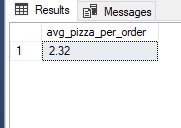 Results Messages
avg_pizza_per_order
1 2.32